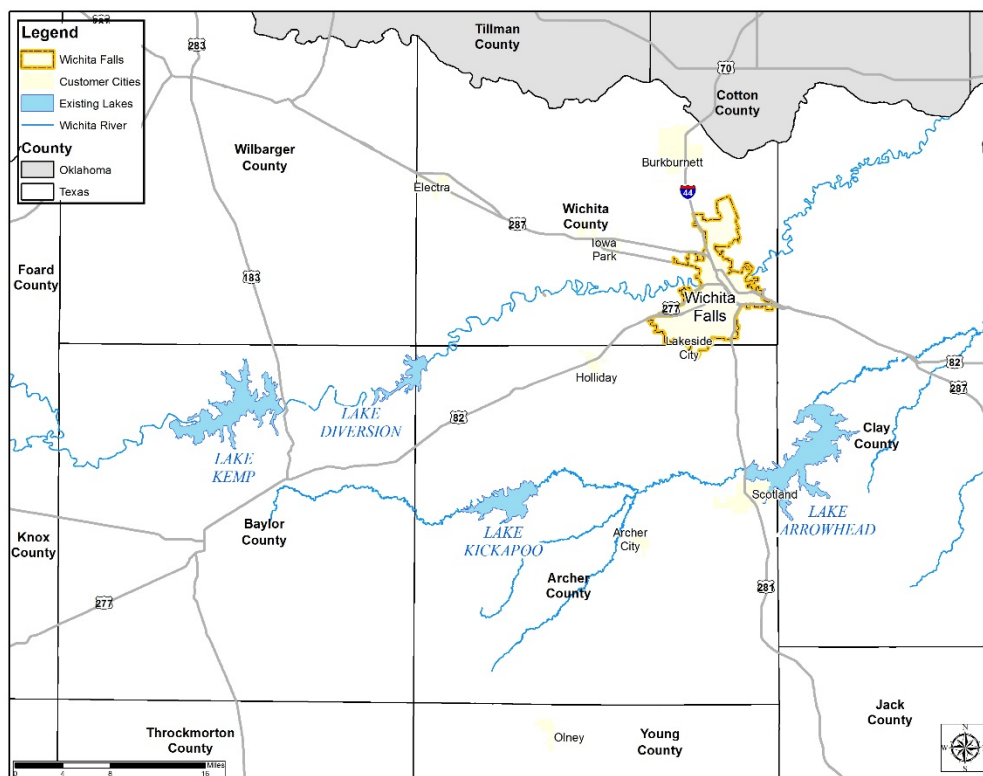 Legend
Wichita Falls
Customer Cities
Existing Lakes
Wichita River
County
Oklahoma
Texas
283
Tillman
County
70
Cotton
County
Wilbarger
County
Burkburnett
Electra
44
287
Wichita
County
Iowa
Park
Foard
County
183
277
Wichita
Falls
Lakeside
City
Holliday
82
287
LAKE
DIVERSION
82
LAKE
KEMP
Clay
County
Scotland
LAKE
ARROWHEAD
Knox
County
Baylor
County
LAKE
KICKAPOO
Archer
City
Archer
County
277
281
Jack
County
Throckmorton
County
Olney
Young
County
Miles
0 4 8 16
N
W E
S